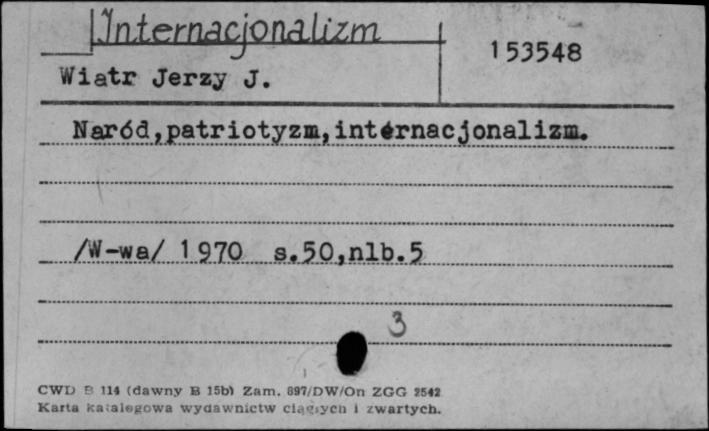 Internacjonalizm
153548
Wiatr Jerzy J.
Naród,patriotyzm,internacjonalizm.
/W-wa/ 1970 s.50,nlb.5
3
CWD B 114 (dawny B 15b) Zam. 897/DW/On ZGG 2542
Karta katalogowa wydawnictw ciągłych i zwartych.